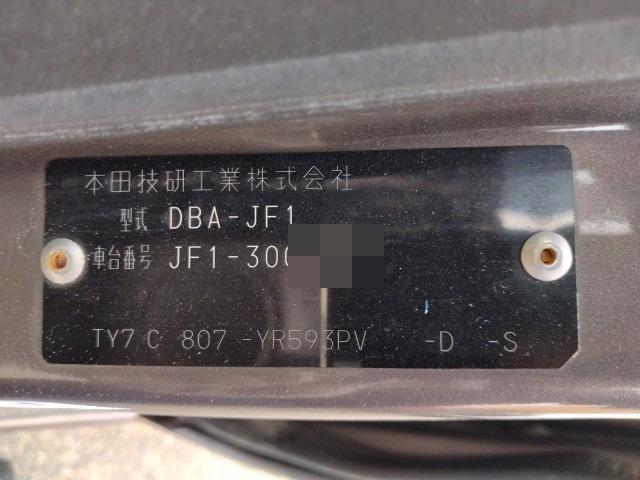 本田技研工業株式会社
型式 DBA-JF1
車台番号 JF1-300
TY7 C 807 -YR593PV -D -S